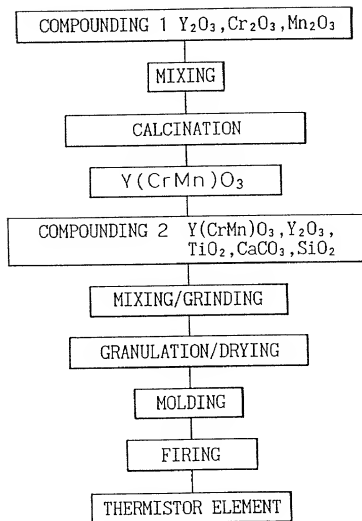 COMPOUNDING 1 Y₂O₃,Cr₂O₃,Mn₂O₃
MIXING
CALCINATION
Y(CrMn)O₃
COMPOUNDING 2 Y(CrMn)O₃,Y₂O₃,
TiO₂,CaCO₃,SiO₂
MIXING/GRINDING
GRANULATION/DRYING
MOLDING
FIRING
THERMISTOR ELEMENT